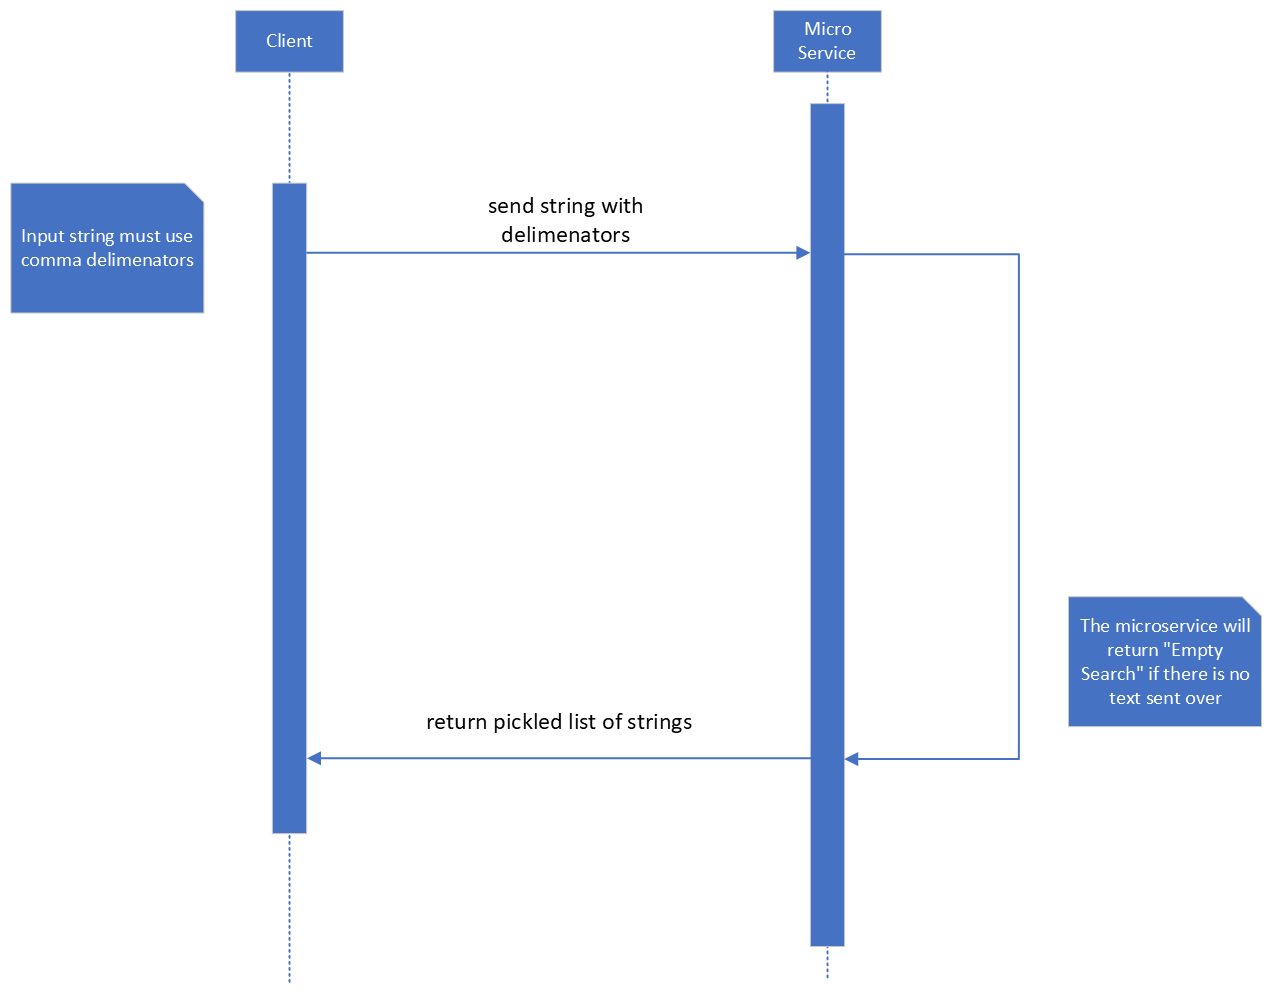 Client
Micro
Service
Input string must use
comma delimenators
send string with
delimenators
The microservice will
return "Empty
Search" if there is no
text sent over
return pickled list of strings